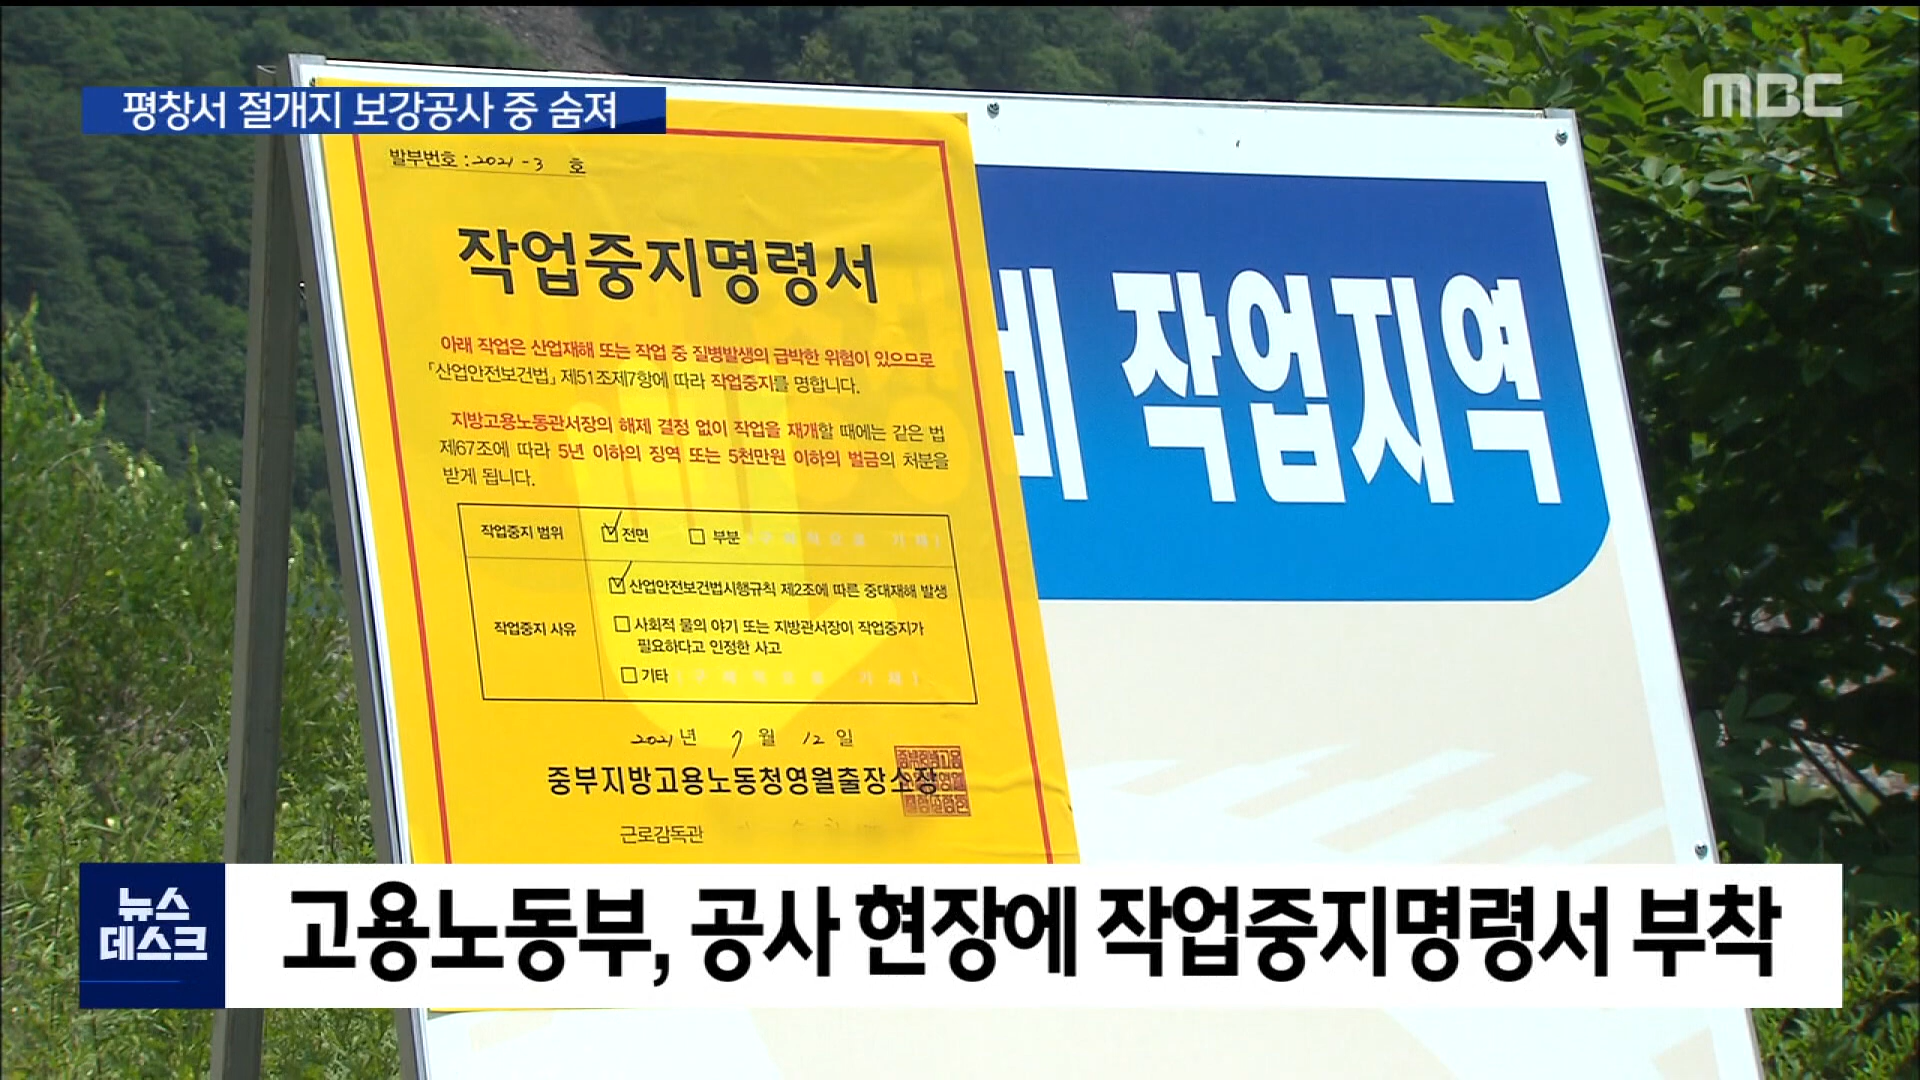 평창서 절개지 보강공사 중 숨져
MBC
발부번호 : 2021-3 호
작업중지명령서
아래 작업은 산업재해 또는 작업 중 질병발생의 급박한 위험이 있으므로
「산업안전보건법」 제51조제7항에 따라 작업중지를 명합니다.
지방고용노동관서장의 해제 결정 없이 작업을 재개할 때에는 같은 법
제67조에 따라 5년 이하의 징역 또는 5천만원 이하의 벌금의 처분을
받게 됩니다.
작업중지 범위 ☑ 전면 ☐ 부분
작업중지 사유
☑ 산업안전보건법시행규칙 제2조에 따른 중대재해 발생
☐ 사회적 물의 야기 또는 지방관서장이 작업중지가
필요하다고 인정한 사고
☐ 기타
2021년 7월 12일
중부지방고용노동청영월출장소장
근로감독관
비 작업지역
뉴스
데스크
고용노동부, 공사 현장에 작업중지명령서 부착